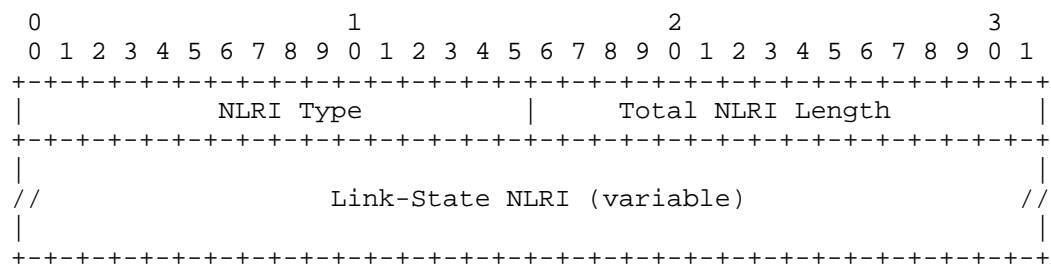 0                   1                   2                   3
 0 1 2 3 4 5 6 7 8 9 0 1 2 3 4 5 6 7 8 9 0 1 2 3 4 5 6 7 8 9 0 1
+-+-+-+-+-+-+-+-+-+-+-+-+-+-+-+-+-+-+-+-+-+-+-+-+-+-+-+-+-+-+-+-+
|            NLRI Type          |     Total NLRI Length         |
+-+-+-+-+-+-+-+-+-+-+-+-+-+-+-+-+-+-+-+-+-+-+-+-+-+-+-+-+-+-+-+-+
|                                                               |
//                  Link-State NLRI (variable)                 //
|                                                               |
+-+-+-+-+-+-+-+-+-+-+-+-+-+-+-+-+-+-+-+-+-+-+-+-+-+-+-+-+-+-+-+-+